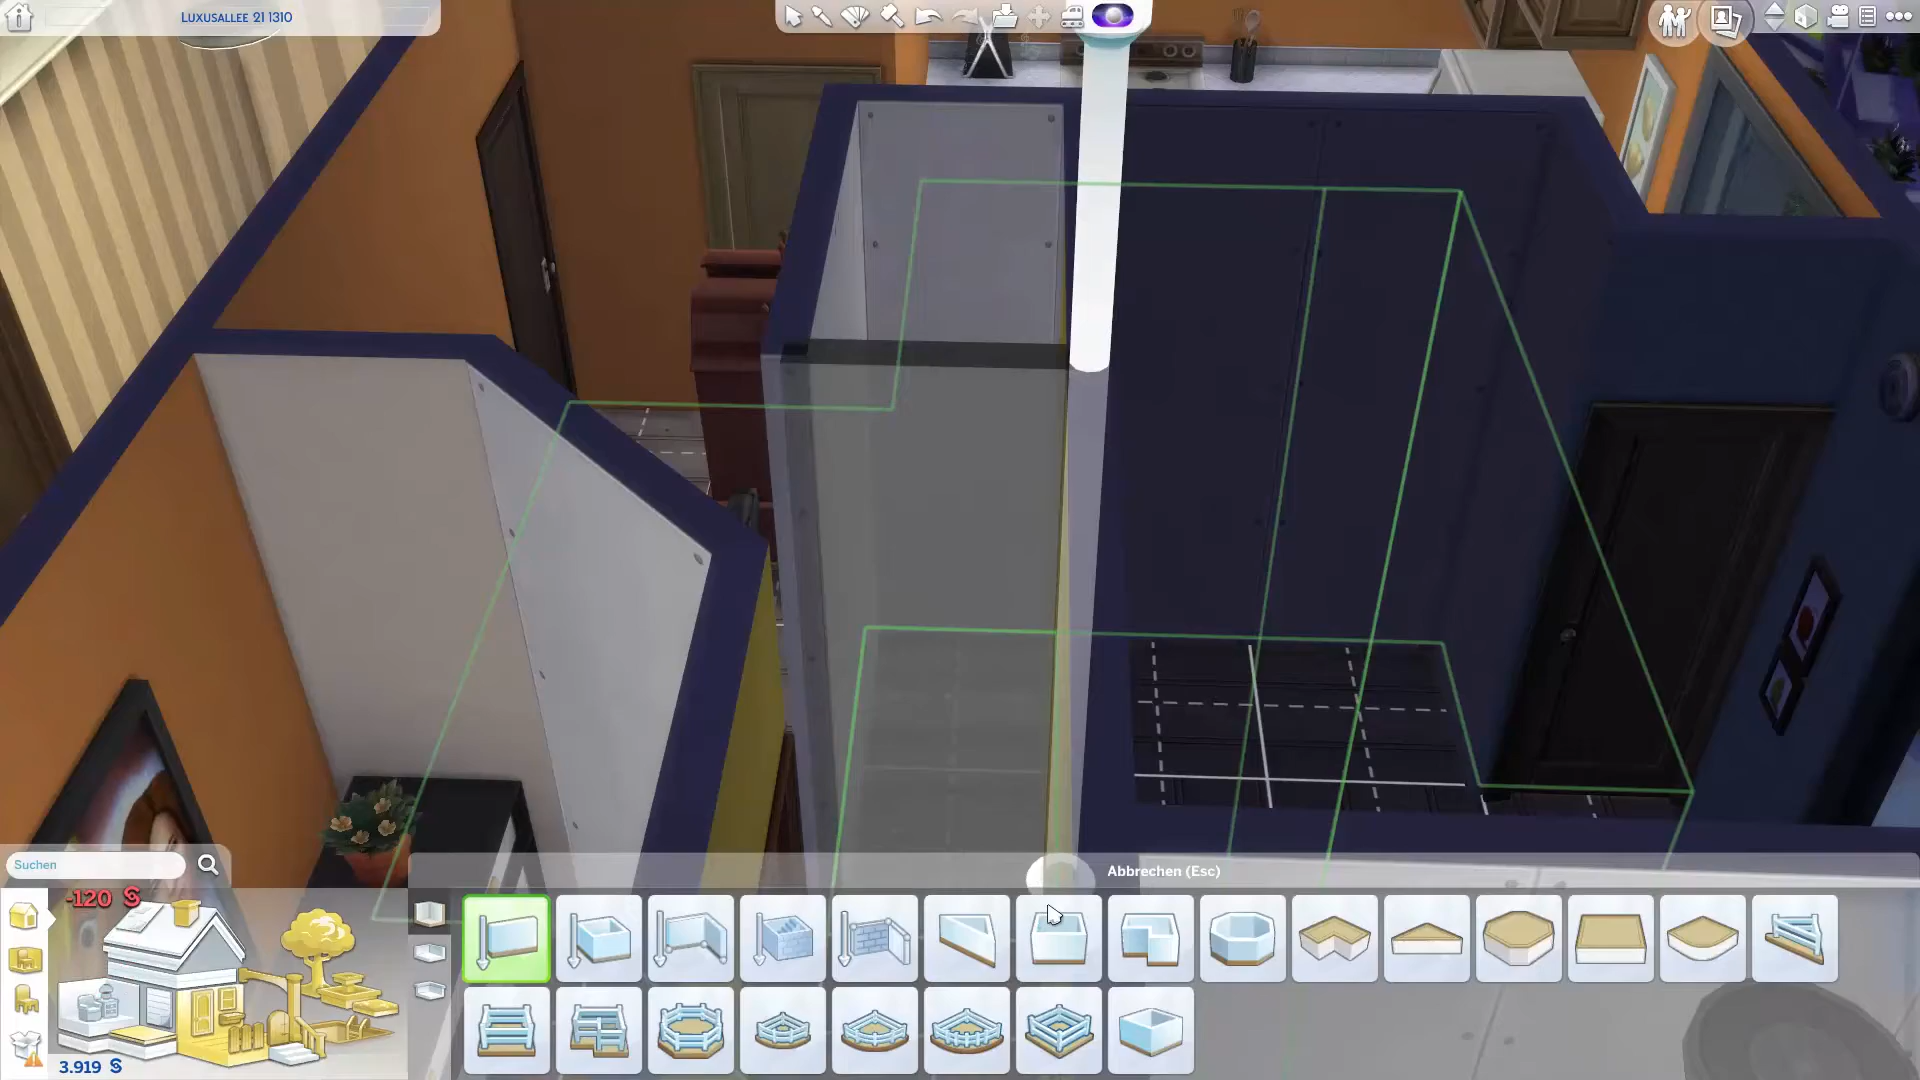 Luxusallee 21 1310
Abbrechen (Esc)
Suchen
-120 §
3.919 §